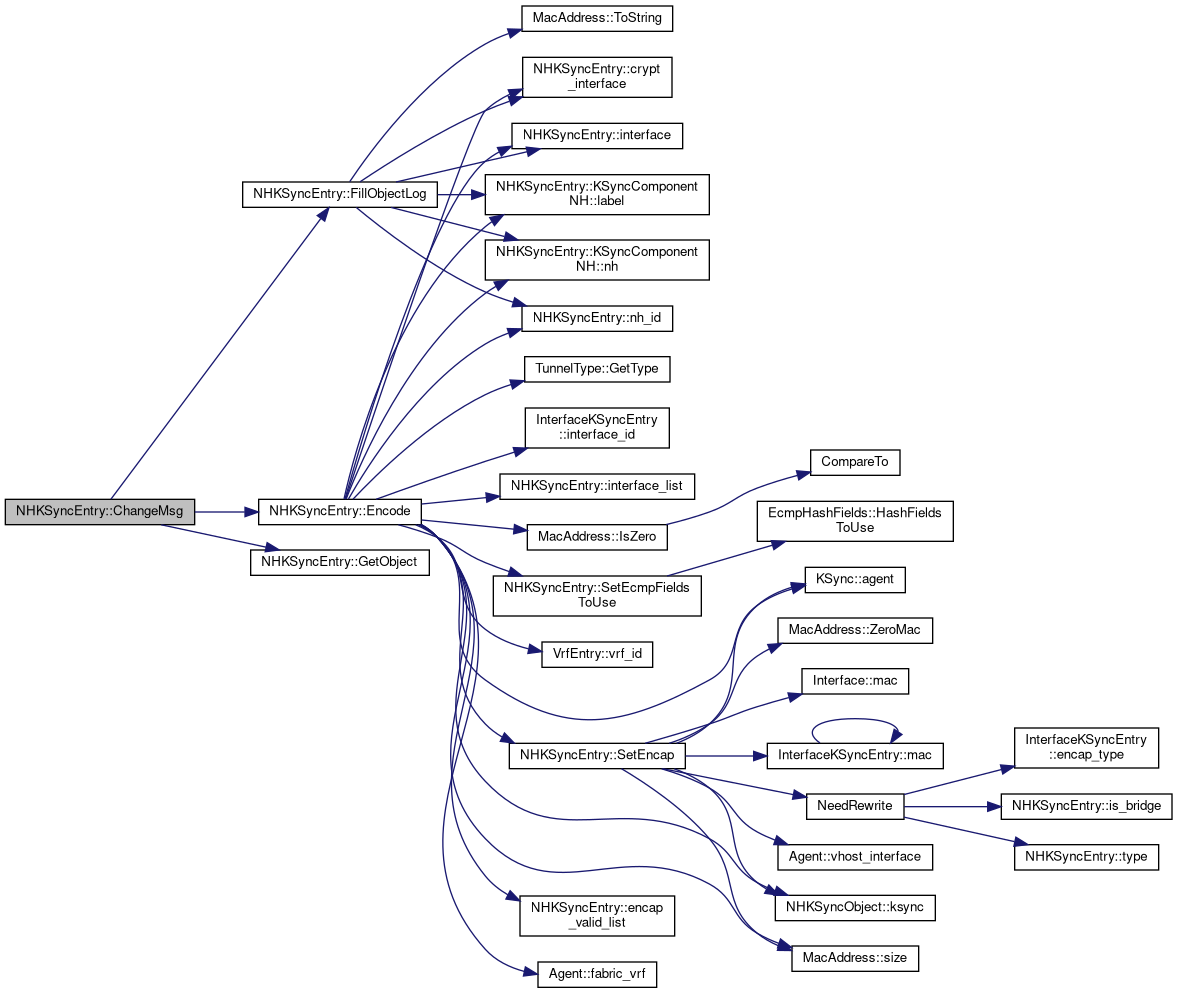 MacAddress::ToString
NHKSyncEntry::crypt
_interface
NHKSyncEntry::interface
NHKSyncEntry::FillObjectLog
NHKSyncEntry::KSyncComponent
NH::label
NHKSyncEntry::KSyncComponent
NH::nh
NHKSyncEntry::nh_id
TunnelType::GetType
InterfaceKSyncEntry
::interface_id
CompareTo
NHKSyncEntry::interface_list
NHKSyncEntry::ChangeMsg
NHKSyncEntry::Encode
EcmpHashFields::HashFields
ToUse
MacAddress::IsZero
NHKSyncEntry::GetObject
KSync::agent
NHKSyncEntry::SetEcmpFields
ToUse
MacAddress::ZeroMac
VrfEntry::vrf_id
Interface::mac
InterfaceKSyncEntry
::encap_type
NHKSyncEntry::SetEncap
InterfaceKSyncEntry::mac
NeedRewrite
NHKSyncEntry::is_bridge
Agent::vhost_interface
NHKSyncEntry::type
NHKSyncEntry::encap
_valid_list
NHKSyncObject::ksync
MacAddress::size
Agent::fabric_vrf